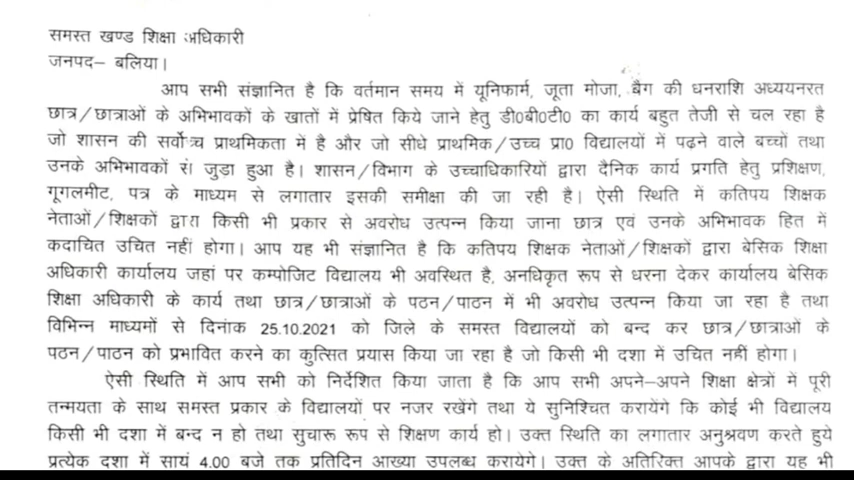 समस्त खण्ड शिक्षा अधिकारी
जनपद– बलिया।
आप सभी संज्ञानित है कि वर्तमान समय में यूनिफार्म, जूता मोजा, बैग की धनराशि अध्ययनरत
छात्र/छात्राओं के अभिभावकों के खातों में प्रेषित किये जाने हेतु डी0बी0टी0 का कार्य बहुत तेजी से चल रहा है
जो शासन की सर्वोच्च प्राथमिकता में है और जो सीधे प्राथमिक/उच्च प्रा0 विद्यालयों में पढने वाले बच्चों तथा
उनके अभिभावकों से जुडा हुआ है। शासन/विभाग के उच्चाधिकारियों द्वारा दैनिक कार्य प्रगति हेतु प्रशिक्षण,
गूगलमीट, पत्र के माध्यम से लगातार इसकी समीक्षा की जा रही है। ऐसी स्थिति में कतिपय शिक्षक
नेताओं/शिक्षकों द्वारा किसी भी प्रकार से अवरोध उत्पन्न किया जाना छात्र एवं उनके अभिभावक हित में
कदाचित उचित नहीं होगा। आप यह भी संज्ञानित है कि कतिपय शिक्षक नेताओं/शिक्षकों द्वारा बेसिक शिक्षा
अधिकारी कार्यालय जहां पर कम्पोजिट विद्यालय भी अवस्थित है, अनधिकृत रूप से धरना देकर कार्यालय बेसिक
शिक्षा अधिकारी के कार्य तथा छात्र/छात्राओं के पठन/पाठन में भी अवरोध उत्पन्न किया जा रहा है तथा
विभिन्न माध्यमों से दिनांक 25.10.2021 को जिले के समस्त विद्यालयों को बन्द कर छात्र/छात्राओं के
पठन/पाठन को प्रभावित करने का कुत्सित प्रयास किया जा रहा है जो किसी भी दशा में उचित नहीं होगा।
ऐसी स्थिति में आप सभी को निर्देशित किया जाता है कि आप सभी अपने–अपने शिक्षा क्षेत्रों में पूरी
तन्मयता के साथ समस्त प्रकार के विद्यालयों पर नजर रखेंगे तथा ये सुनिश्चित करायेंगे कि कोई भी विद्यालय
किसी भी दशा में बन्द न हो तथा सुचारू रूप से शिक्षण कार्य हो। उक्त स्थिति का लगातार अनुश्रवण करते हुये
प्रत्येक दशा में सायं 4.00 बजे तक प्रतिदिन आख्या उपलब्ध करायेगे। उक्त के अतिरिक्त आपके द्वारा यह भी